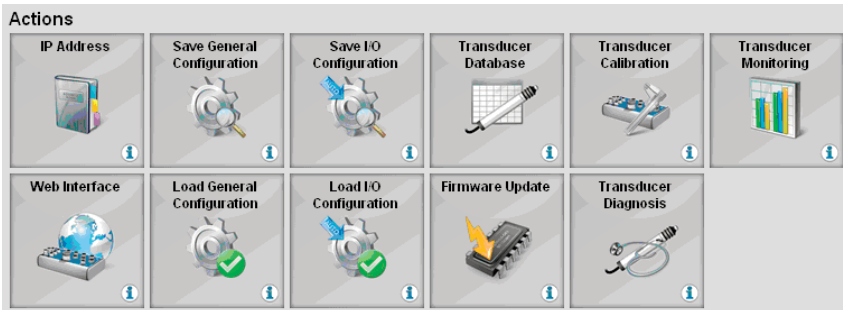 Actions
IP Address
Save General
Configuration
Save I/O
Configuration
Transducer
Database
Transducer
Calibration
Transducer
Monitoring
Web Interface
Load General
Configuration
Load I/O
Configuration
Firmware Update
Transducer
Diagnosis